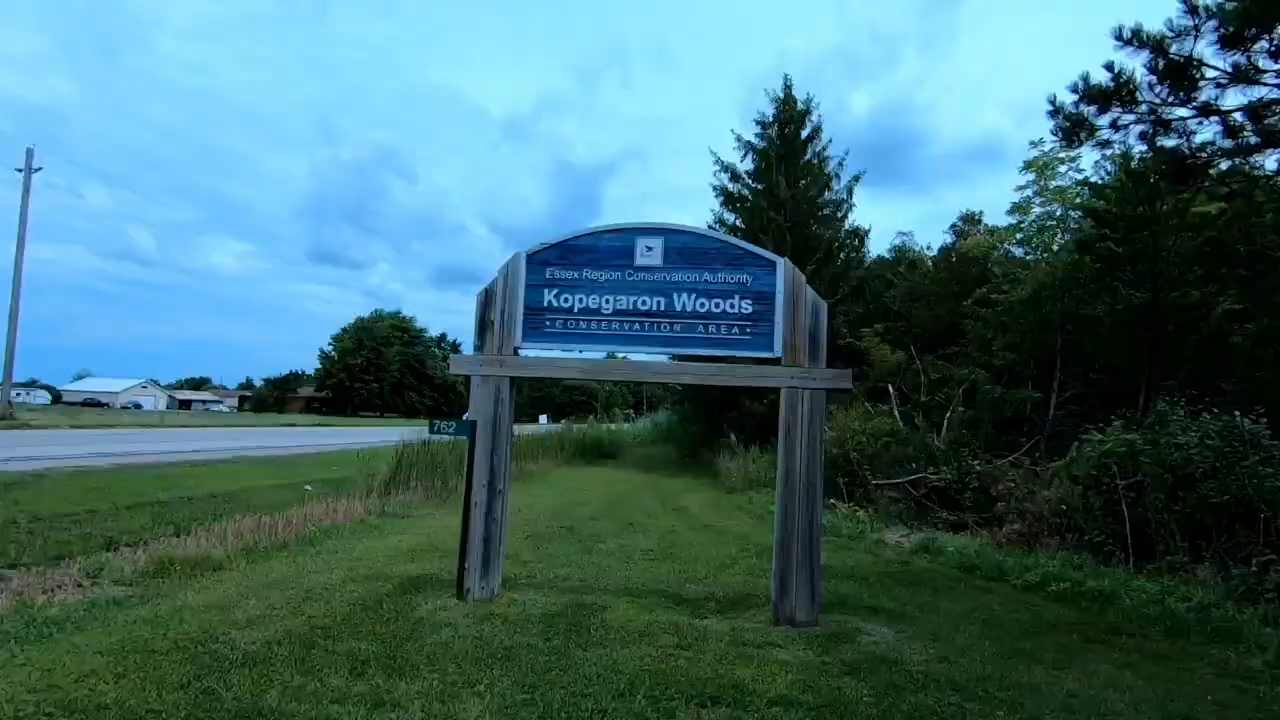 Essex Region Conservation Authority
Kopegaron Woods
• CONSERVATION AREA •
762